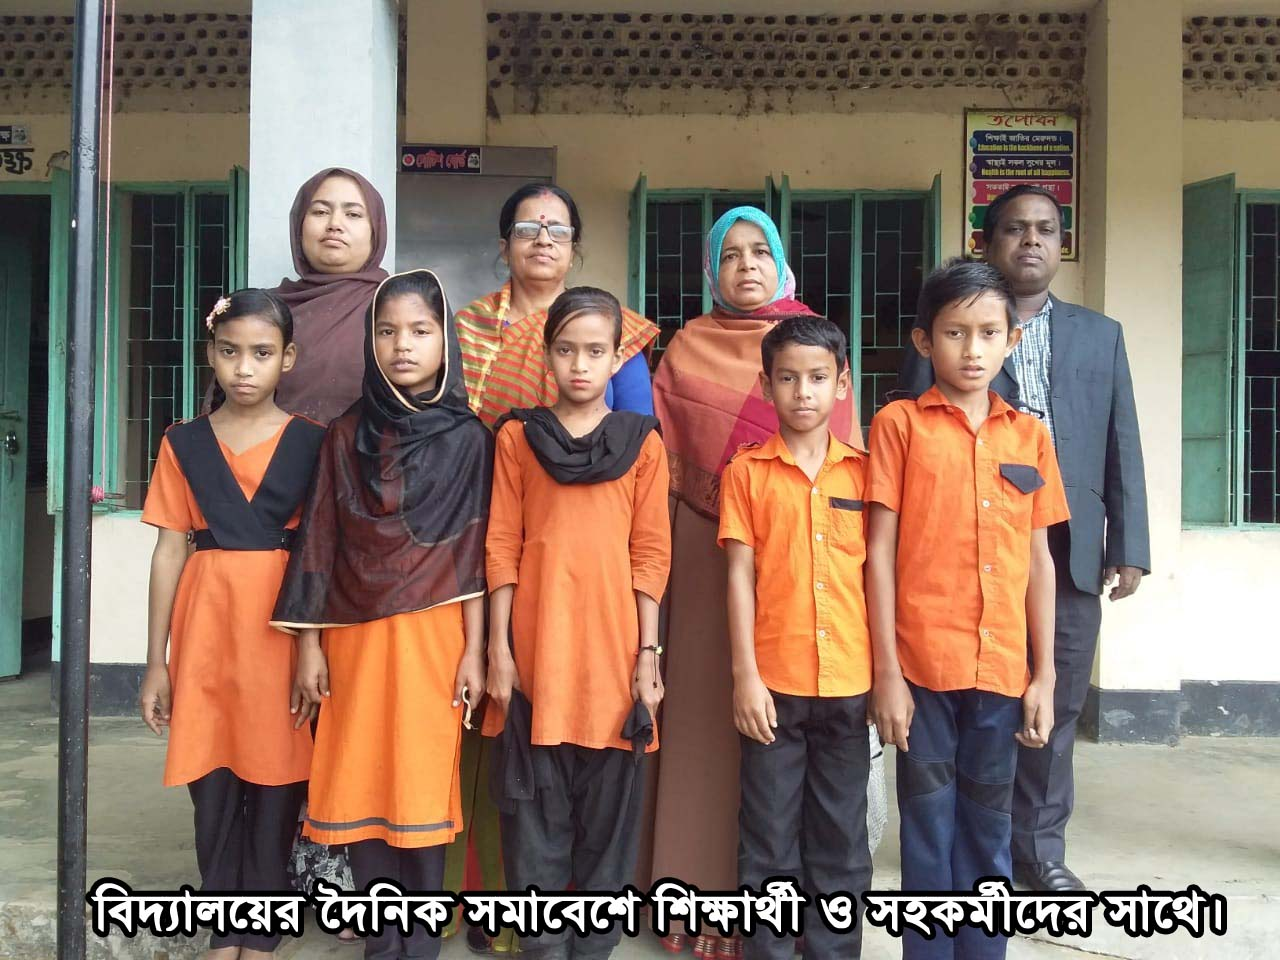 নোটিশ বোর্ড
তপোবন
শিক্ষাই জাতির মেরুদন্ড।
Education is the backbone of a nation.
স্বাস্থ্যই সকল সুখের মূল।
Health is the root of all happiness.
বিদ্যালয়ের দৈনিক সমাবেশে শিক্ষার্থী ও সহকর্মীদের সাথে।